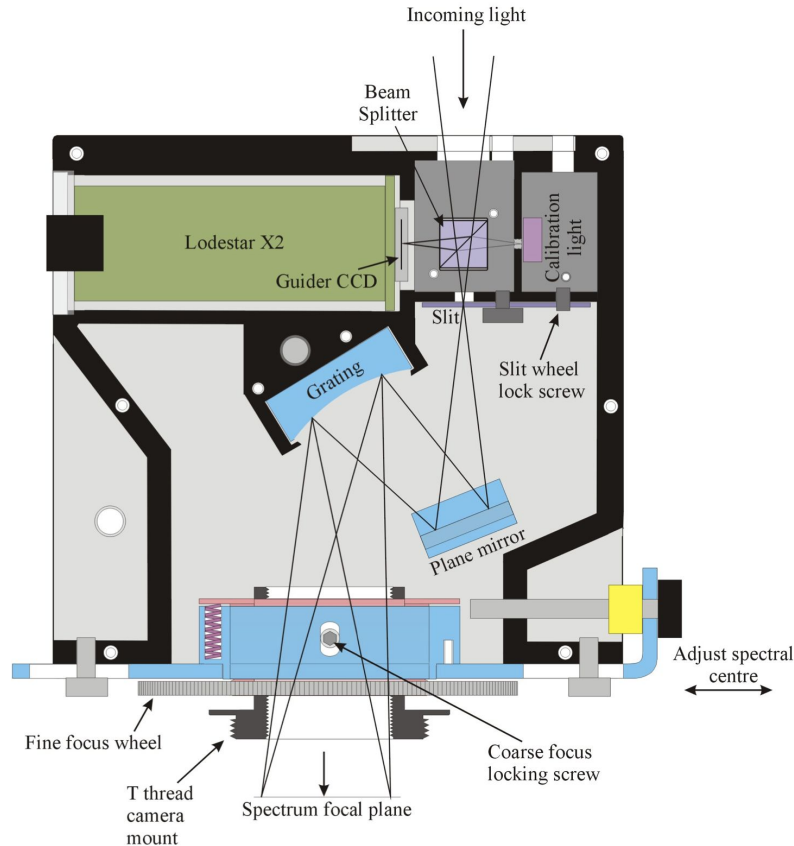 Incoming light
Beam
Splitter
Lodestar X2
Calibration
light
Guider CCD
Slit
Slit wheel
lock screw
Grating
Plane mirror
Adjust spectral
centre
Fine focus wheel
Coarse focus
locking screw
T thread
camera
mount
Spectrum focal plane